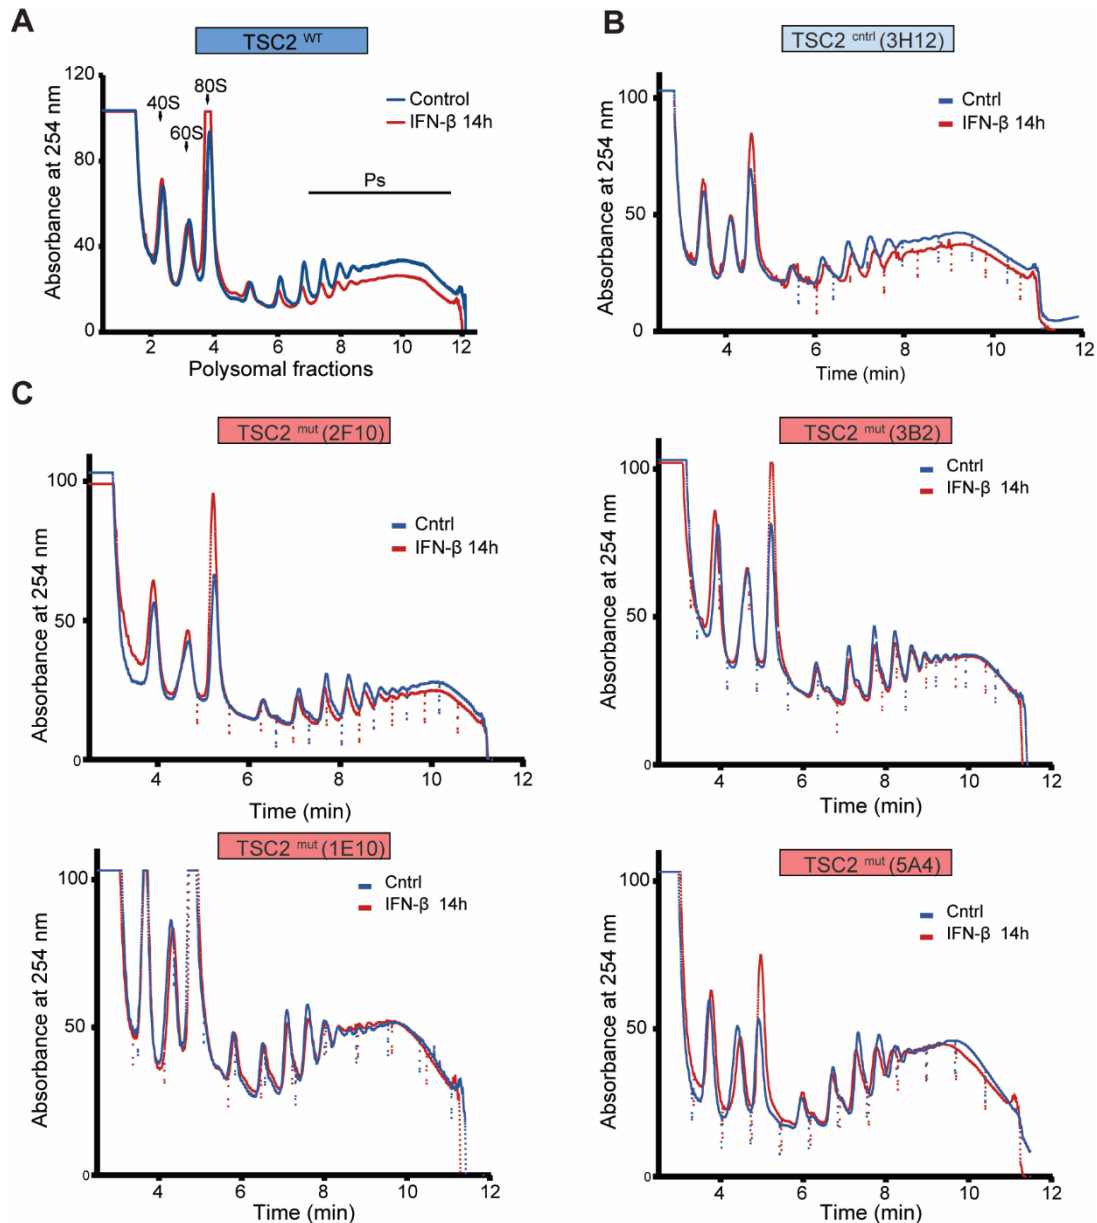 A
TSC2 WT
120
80
40
0
Absorbance at 254 nm
40S
60S
80S
Control
IFN-β 14h
Ps
2 4 6 8 10 12
Polysomal fractions
B
TSC2 cntrl (3H12)
100
50
0
Absorbance at 254 nm
Cntrl
IFN-β 14h
4 6 8 10 12
Time (min)
C
TSC2 mut (2F10)
100
50
0
Absorbance at 254 nm
Cntrl
IFN-β 14h
4 6 8 10 12
Time (min)
TSC2 mut (3B2)
100
50
0
Absorbance at 254 nm
Cntrl
IFN-β 14h
4 6 8 10 12
Time (min)
TSC2 mut (1E10)
100
50
0
Absorbance at 254 nm
Cntrl
IFN-β 14h
4 6 8 10 12
Time (min)
TSC2 mut (5A4)
100
50
0
Absorbance at 254 nm
Cntrl
IFN-β 14h
4 6 8 10 12
Time (min)